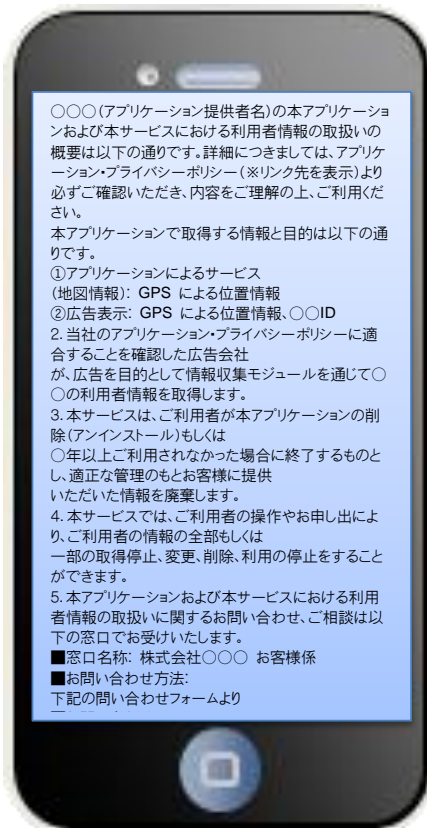 ○○○(アプリケーション提供者名)の本アプリケーショ
ンおよび本サービスにおける利用者情報の取扱いの
概要は以下の通りです。詳細につきましては、アプリケ
ーション・プライバシーポリシー(※リンク先を表示)より
必ずご確認いただき、内容をご理解の上、ご利用くだ
さい。
本アプリケーションで取得する情報と目的は以下の通
りです。
①アプリケーションによるサービス
(地図情報): GPS による位置情報
②広告表示: GPS による位置情報、○○ID
2. 当社のアプリケーション・プライバシーポリシーに適
合することを確認した広告会社
が、広告を目的として情報収集モジュールを通じて○
○の利用者情報を取得します。
3. 本サービスは、ご利用者が本アプリケーションの削
除(アンインストール)もしくは
○年以上ご利用されなかった場合に終了するものと
し、適正な管理のもとお客様に提供
いただいた情報を廃棄します。
4. 本サービスでは、ご利用者の操作やお申し出によ
り、ご利用者の情報の全部もしくは
一部の取得停止、変更、削除、利用の停止をすること
ができます。
5. 本アプリケーションおよび本サービスにおける利用
者情報の取扱いに関するお問い合わせ、ご相談は以
下の窓口でお受けいたします。
■窓口名称: 株式会社○○○ お客様係
■お問い合わせ方法:
下記の問い合わせフォームより